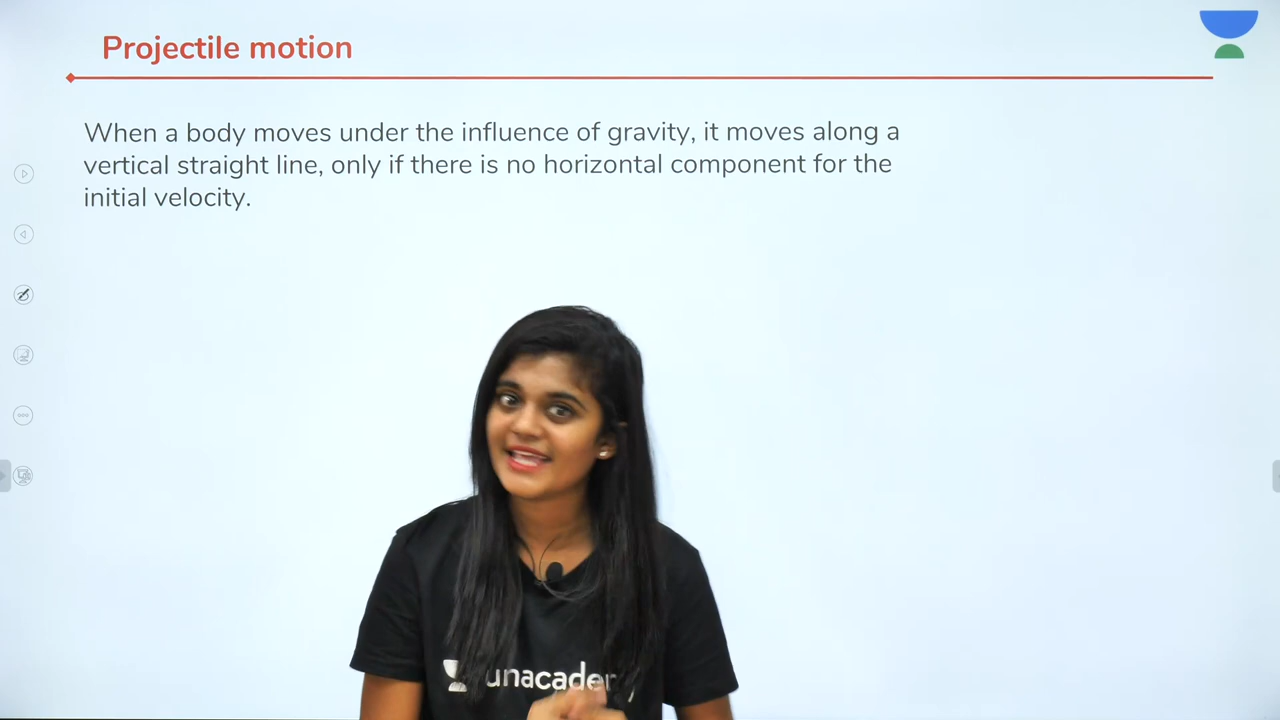 Projectile motion
When a body moves under the influence of gravity, it moves along a
vertical straight line, only if there is no horizontal component for the
initial velocity.
unacademy